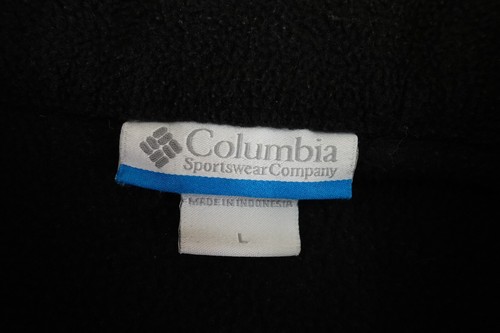 Columbia
Sportswear Company
MADE IN INDONESIA
L